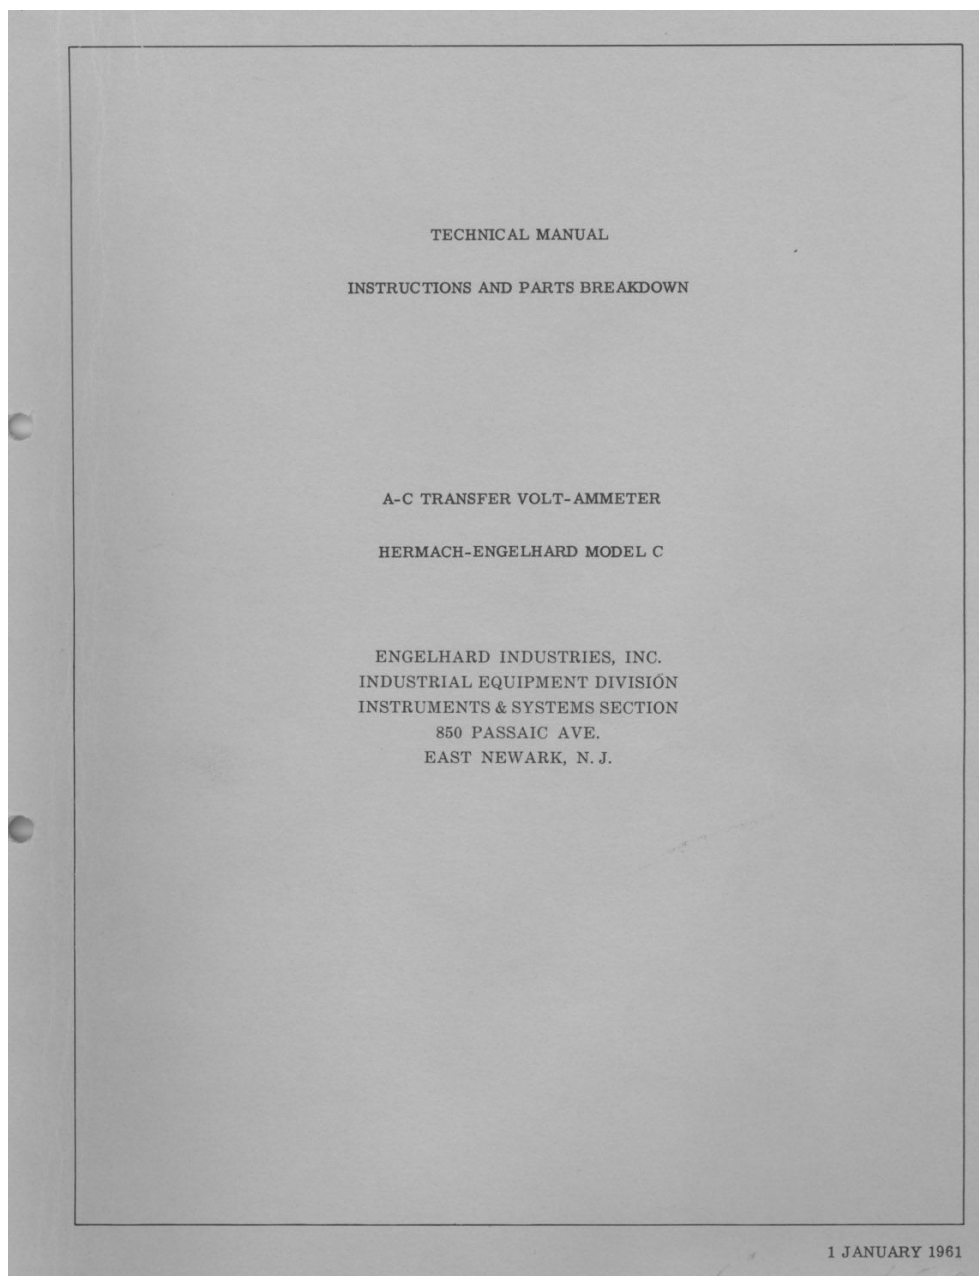 TECHNICAL MANUAL
INSTRUCTIONS AND PARTS BREAKDOWN
A-C TRANSFER VOLT-AMMETER
HERMACH-ENGELHARD MODEL C
ENGELHARD INDUSTRIES, INC.
INDUSTRIAL EQUIPMENT DIVISION
INSTRUMENTS & SYSTEMS SECTION
850 PASSAIC AVE.
EAST NEWARK, N. J.
1 JANUARY 1961